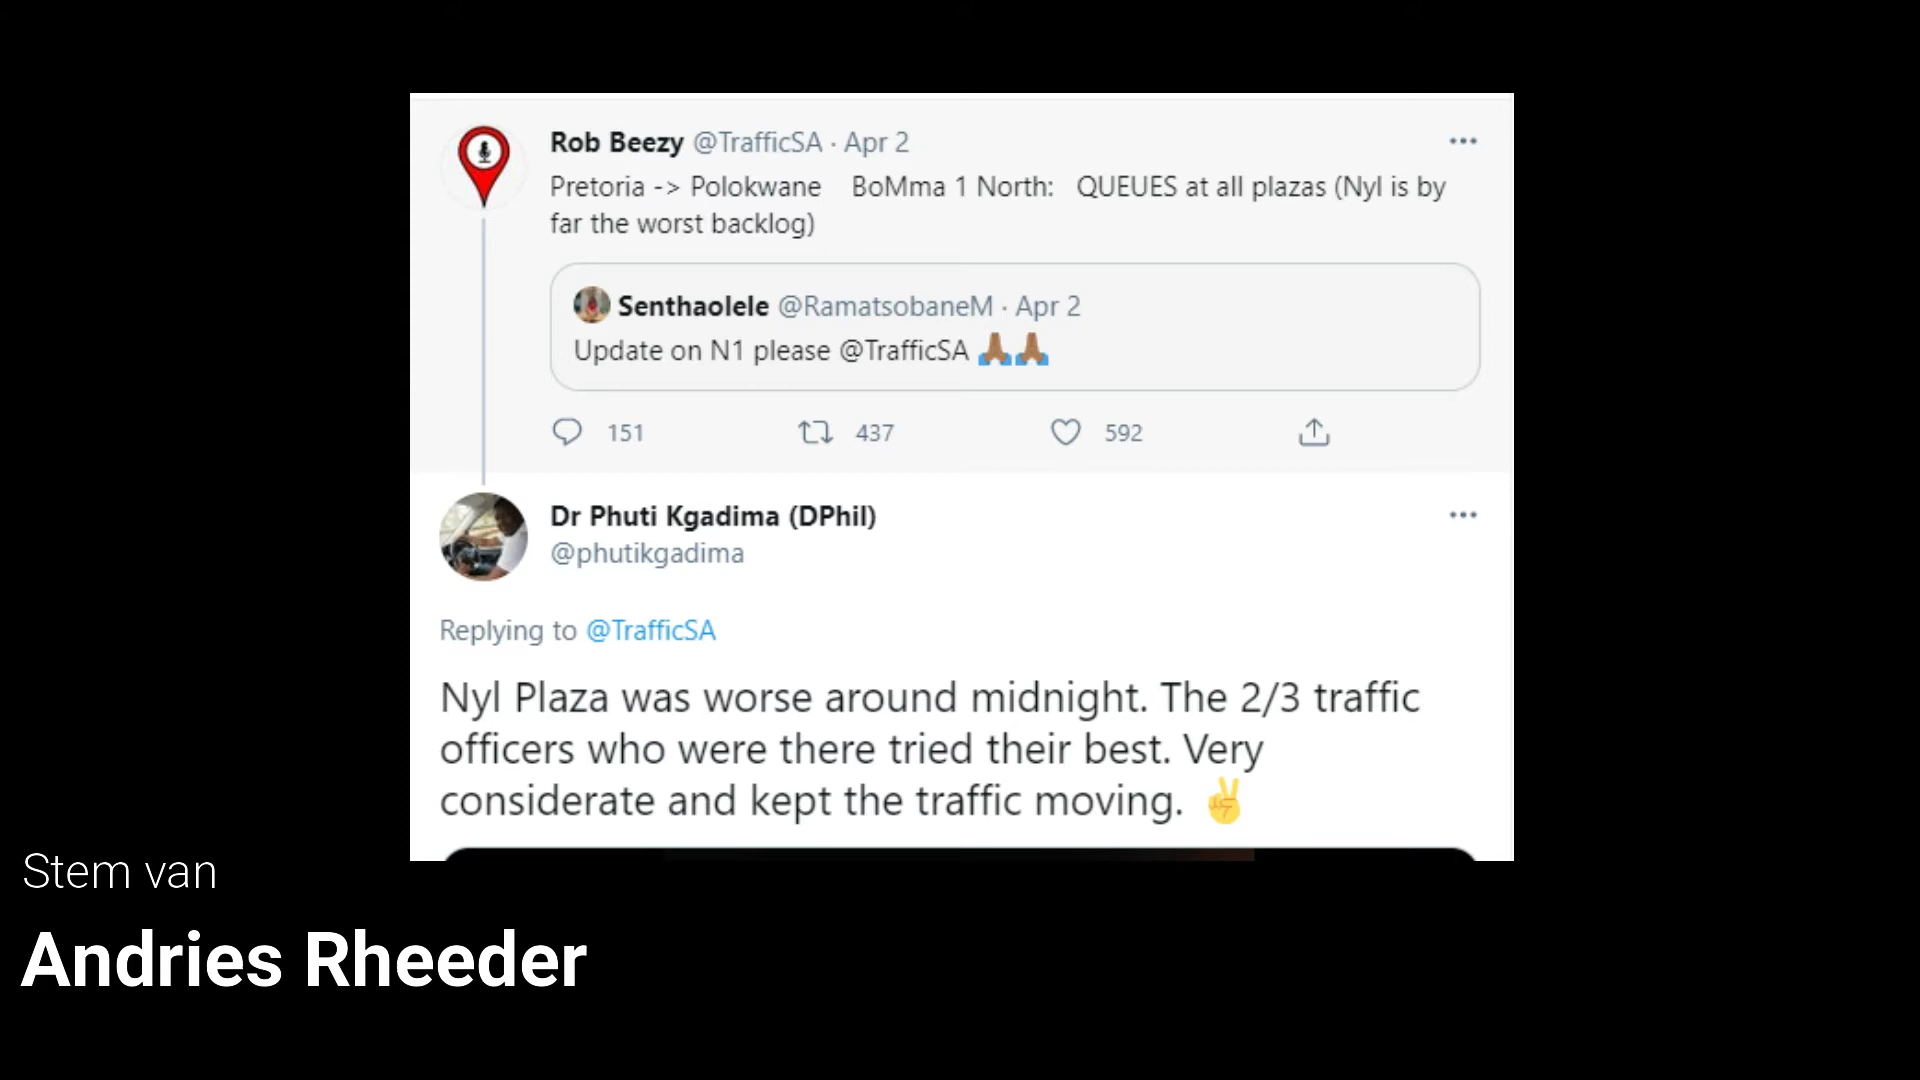 Rob Beezy @TrafficSA · Apr 2
Pretoria -> Polokwane BoMma 1 North: QUEUES at all plazas (Nyl is by
far the worst backlog)
Senthaolele @RamatsobaneM · Apr 2
Update on N1 please @TrafficSA 🙏🏾🙏🏾
151 437 592
Dr Phuti Kgadima (DPhil)
@phutikgadima
Replying to @TrafficSA
Nyl Plaza was worse around midnight. The 2/3 traffic
officers who were there tried their best. Very
considerate and kept the traffic moving. ✌️
Stem van
Andries Rheeder